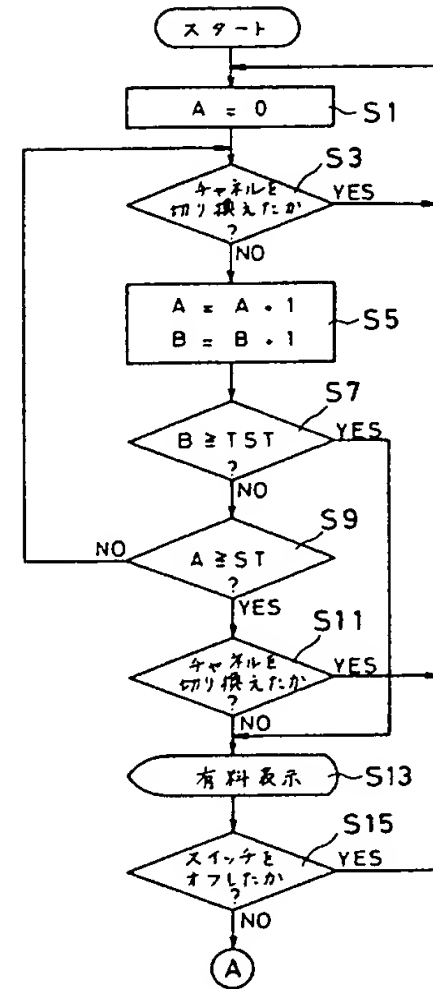 スタート
A = 0
S1
S3
チャネルを
切り換えたか
?
YES
NO
A = A + 1
B = B + 1
S5
S7
B ≧ TST
?
YES
NO
S9
A ≧ ST
?
NO
YES
S11
チャネルを
切り換えたか
?
YES
NO
有料表示
S13
S15
スイッチを
オフしたか
?
YES
NO
A